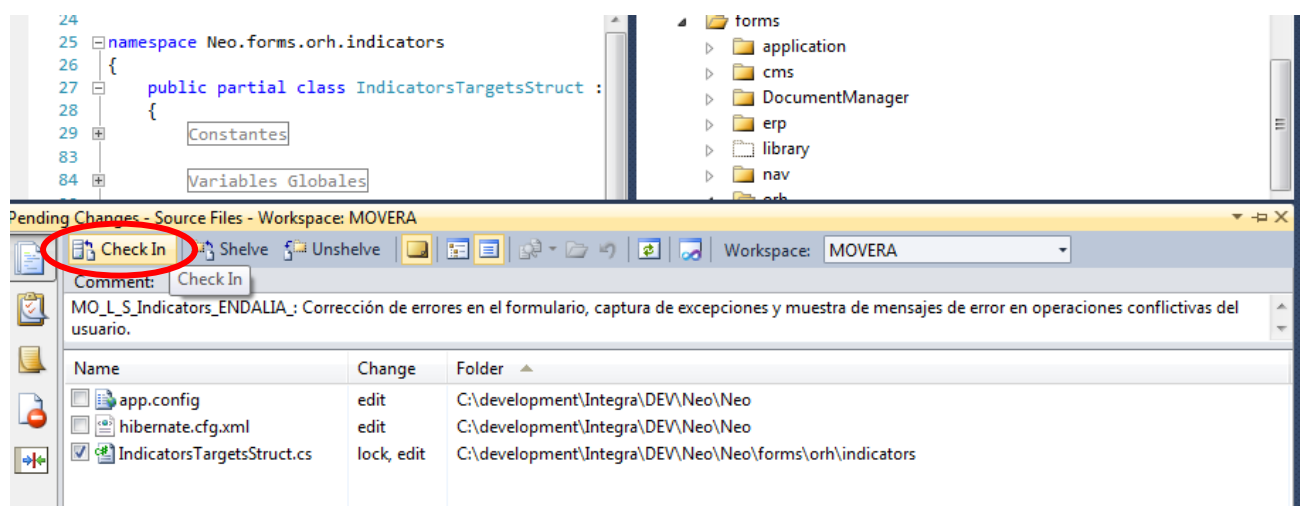 24
25 namespace Neo.forms.orh.indicators
26 {
27 public partial class IndicatorsTargetsStruct :
28 {
29 Constantes
83
84 Variables Globales
forms
application
cms
DocumentManager
erp
library
nav
orh
Pending Changes - Source Files - Workspace: MOVERA
Check In Shelve Unshelve Workspace: MOVERA
Comment: Check In
MO_L_S_Indicators_ENDALIA_: Corrección de errores en el formulario, captura de excepciones y muestra de mensajes de error en operaciones conflictivas del
usuario.
Name Change Folder
app.config edit C:\development\Integra\DEV\Neo\Neo
hibernate.cfg.xml edit C:\development\Integra\DEV\Neo\Neo
IndicatorsTargetsStruct.cs lock, edit C:\development\Integra\DEV\Neo\Neo\forms\orh\indicators